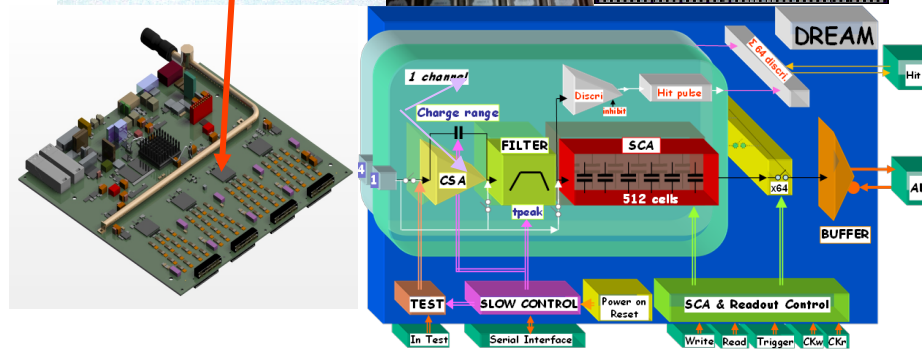 DREAM
Σ 64 discri.
Hit
1 channel
Discri
inhibit
Hit pulse
Charge range
FILTER
SCA
4
1
CSA
tpeak
512 cells
x64
BUFFER
TEST
SLOW CONTROL
Power on
Reset
SCA & Readout Control
In Test
Serial Interface
Write
Read
Trigger
CKw
CKr